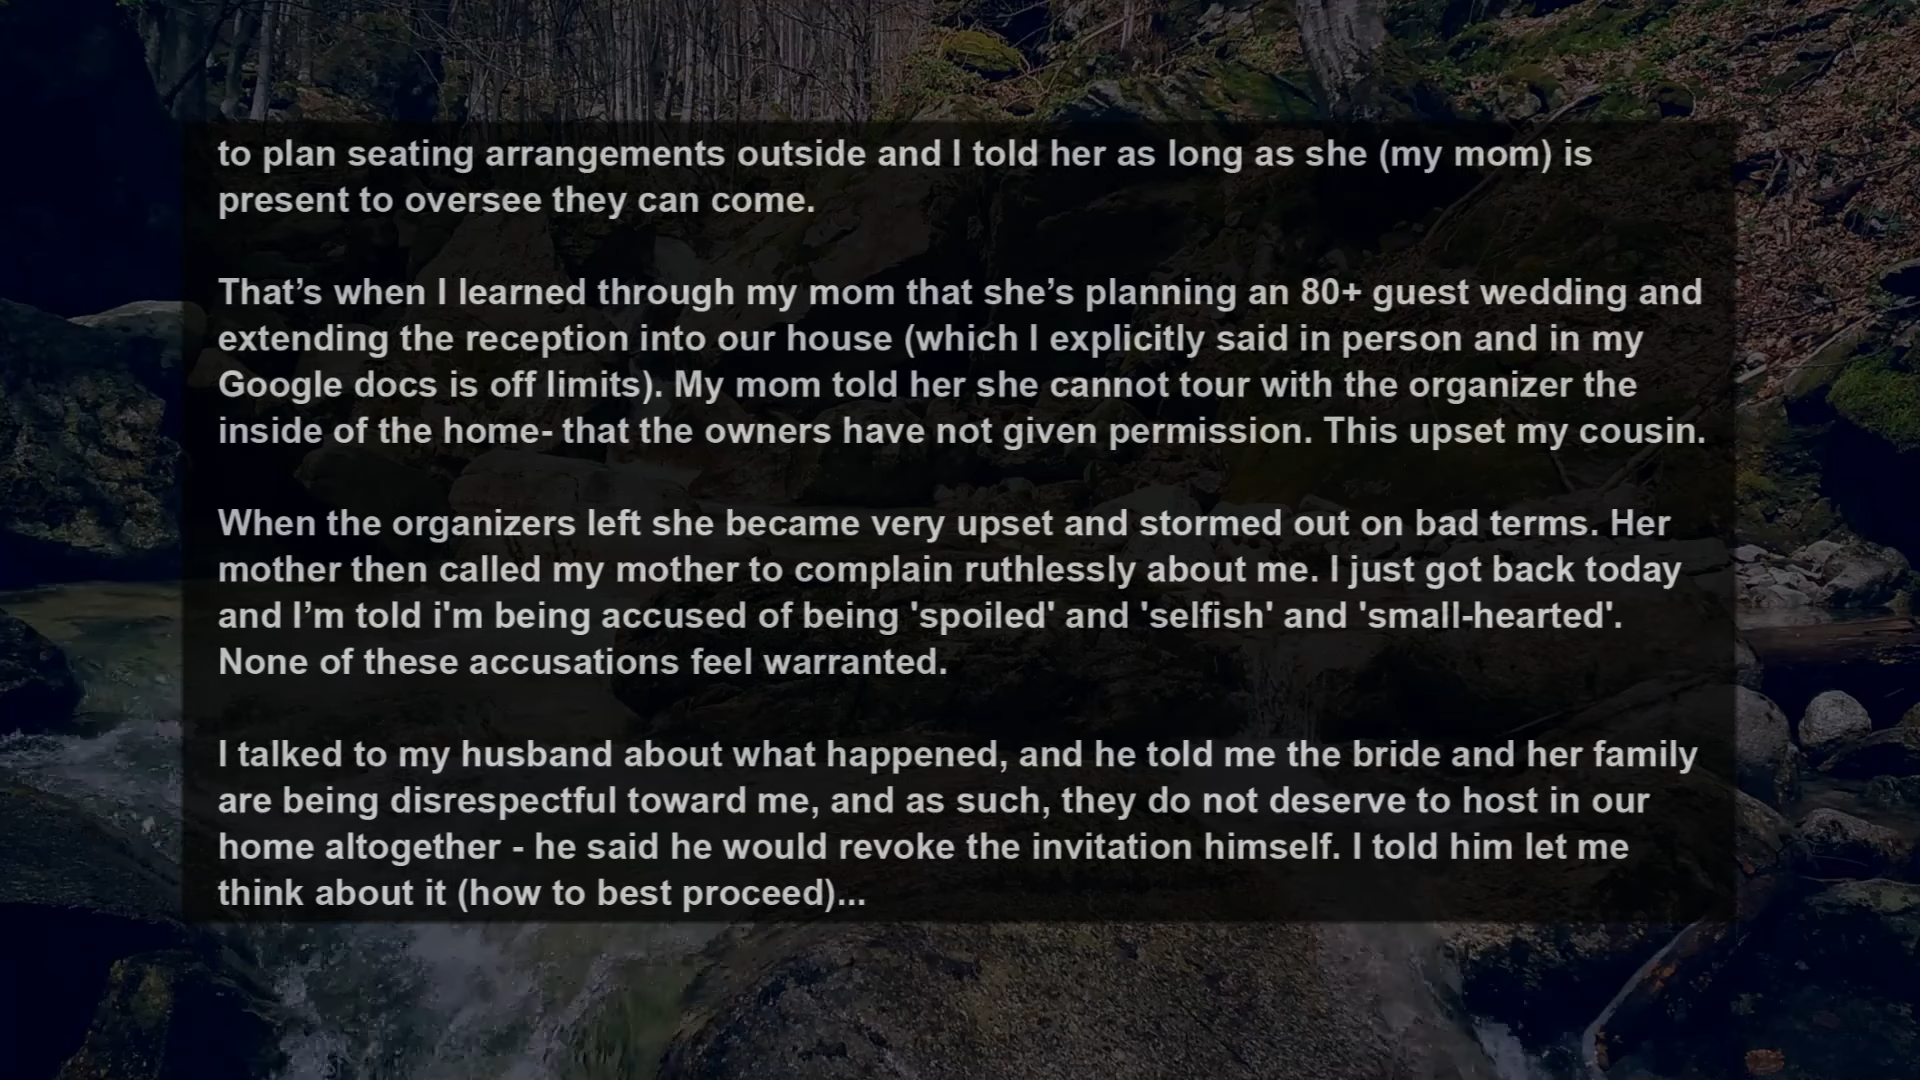 to plan seating arrangements outside and I told her as long as she (my mom) is
present to oversee they can come.
That’s when I learned through my mom that she’s planning an 80+ guest wedding and
extending the reception into our house (which I explicitly said in person and in my
Google docs is off limits). My mom told her she cannot tour with the organizer the
inside of the home- that the owners have not given permission. This upset my cousin.
When the organizers left she became very upset and stormed out on bad terms. Her
mother then called my mother to complain ruthlessly about me. I just got back today
and I’m told i'm being accused of being 'spoiled' and 'selfish' and 'small-hearted'.
None of these accusations feel warranted.
I talked to my husband about what happened, and he told me the bride and her family
are being disrespectful toward me, and as such, they do not deserve to host in our
home altogether - he said he would revoke the invitation himself. I told him let me
think about it (how to best proceed)...